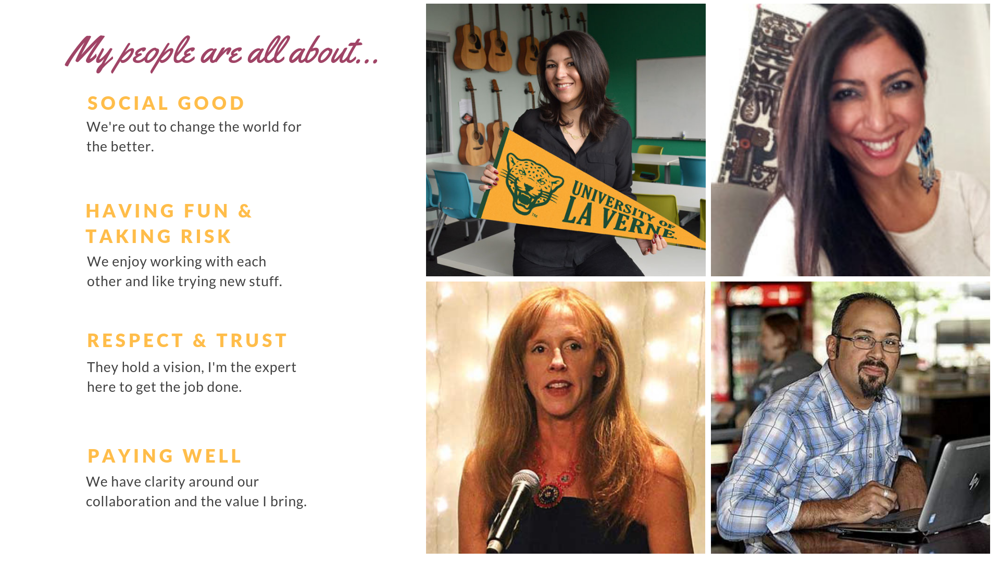 My people are all about...
SOCIAL GOOD
We're out to change the world for
the better.
HAVING FUN &
TAKING RISK
We enjoy working with each
other and like trying new stuff.
RESPECT & TRUST
They hold a vision, I'm the expert
here to get the job done.
PAYING WELL
We have clarity around our
collaboration and the value I bring.
UNIVERSITY OF
LA VERNE
TM
hp